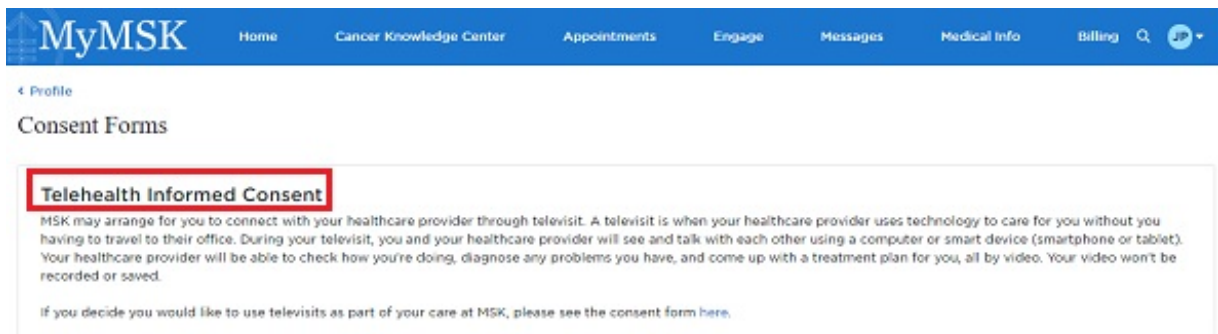 MyMSK Home Cancer Knowledge Center Appointments Engage Messages Medical Info Billing JP
‹ Profile
Consent Forms
Telehealth Informed Consent
MSK may arrange for you to connect with your healthcare provider through televisit. A televisit is when your healthcare provider uses technology to care for you without you
having to travel to their office. During your televisit, you and your healthcare provider will see and talk with each other using a computer or smart device (smartphone or tablet).
Your healthcare provider will be able to check how you're doing, diagnose any problems you have, and come up with a treatment plan for you, all by video. Your video won't be
recorded or saved.
If you decide you would like to use televisits as part of your care at MSK, please see the consent form here.